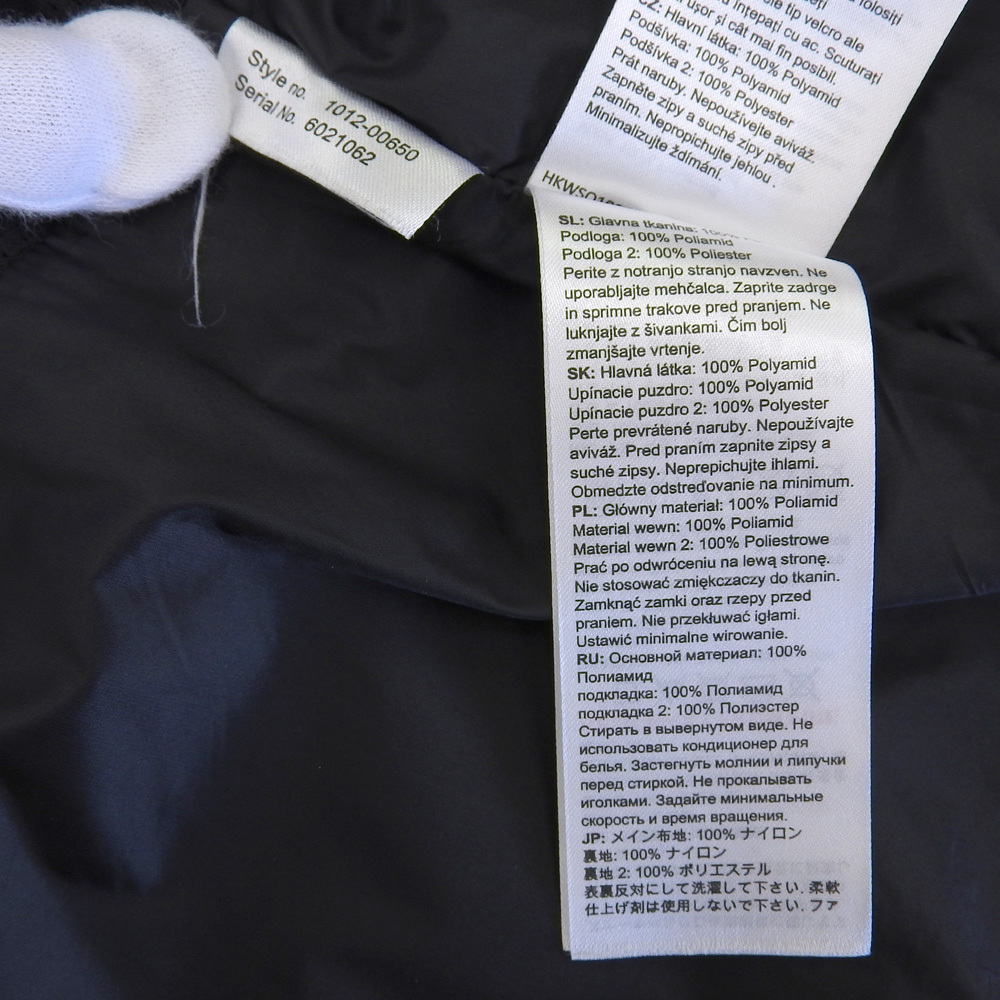 Style no. 1012-00650
Serial No. 6021062
folosiți
tip velcro ale
înțepați cu ac. Scuturați
ușor și cât mai fin posibil.
CZ: Hlavní látka: 100% Polyamid
Podšívka: 100% Polyamid
Podšívka 2: 100% Polyester
Prát naruby. Nepoužívejte aviváž.
Zapněte zipy a suché zipy před
praním. Nepropichujte jehlou.
Minimalizujte ždímání.
SL: Glavna tkanina: 100%
Podloga: 100% Poliamid
Podloga 2: 100% Poliester
Perite z notranjo stranjo navzven. Ne
uporabljajte mehčalca. Zaprite zadrge
in sprimne trakove pred pranjem. Ne
luknjajte z šivankami. Čim bolj
zmanjšajte vrtenje.
SK: Hlavná látka: 100% Polyamid
Upínacie puzdro: 100% Polyamid
Upínacie puzdro 2: 100% Polyester
Perte prevrátené naruby. Nepoužívajte
aviváž. Pred praním zapnite zipsy a
suché zipsy. Neprepichujte ihlami.
Obmedzte odstreďovanie na minimum.
PL: Główny materiał: 100% Poliamid
Material wewn: 100% Poliamid
Material wewn 2: 100% Poliestrowe
Prać po odwróceniu na lewą stronę.
Nie stosować zmiękczaczy do tkanin.
Zamknąć zamki oraz rzepy przed
praniem. Nie przekłuwać igłami.
Ustawić minimalne wirowanie.
RU: Основной материал: 100%
Полиамид
подкладка: 100% Полиамид
подкладка 2: 100% Полиэстер
Стирать в вывернутом виде. Не
использовать кондиционер для
белья. Застегнуть молнии и липучки
перед стиркой. Не прокалывать
иголками. Задайте минимальные
скорость и время вращения.
JP: メイン布地: 100% ナイロン
裏地: 100% ナイロン
裏地 2: 100% ポリエステル
表裏反対にして洗濯して下さい. 柔軟
仕上げ剤は使用しないで下さい. ファ